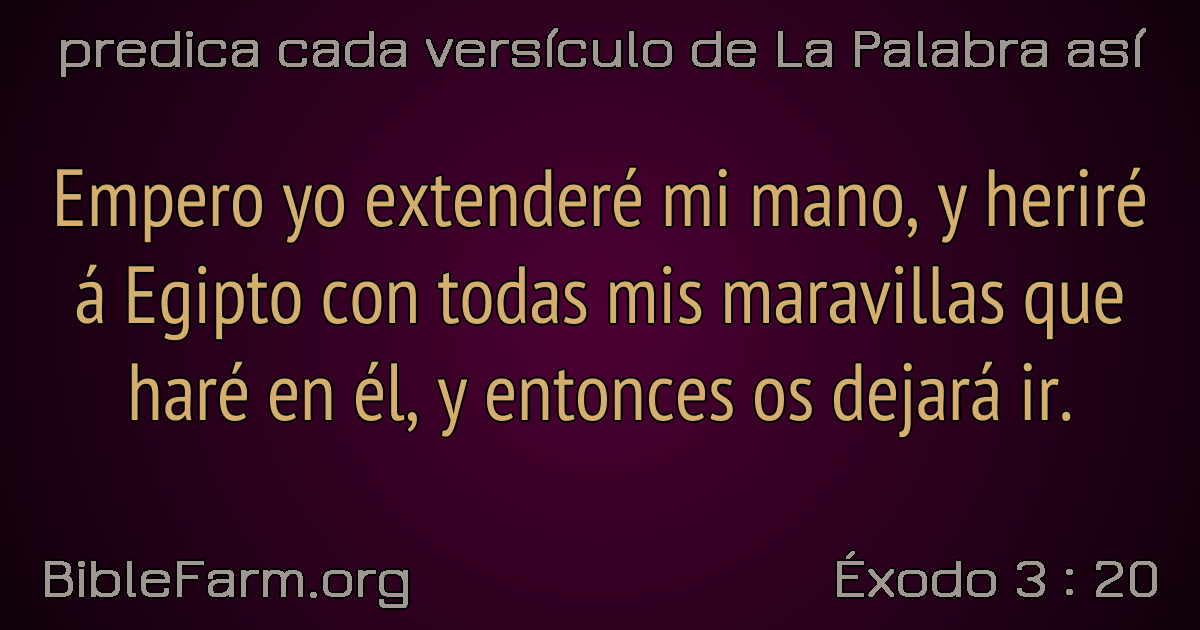 predica cada versículo de La Palabra así
Empero yo extenderé mi mano, y heriré
á Egipto con todas mis maravillas que
haré en él, y entonces os dejará ir.
BibleFarm.org
Éxodo 3 : 20